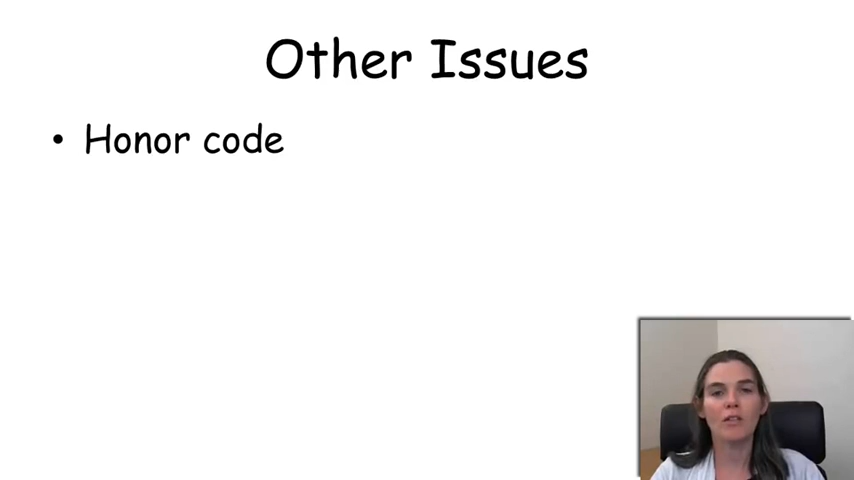 Other Issues
• Honor code